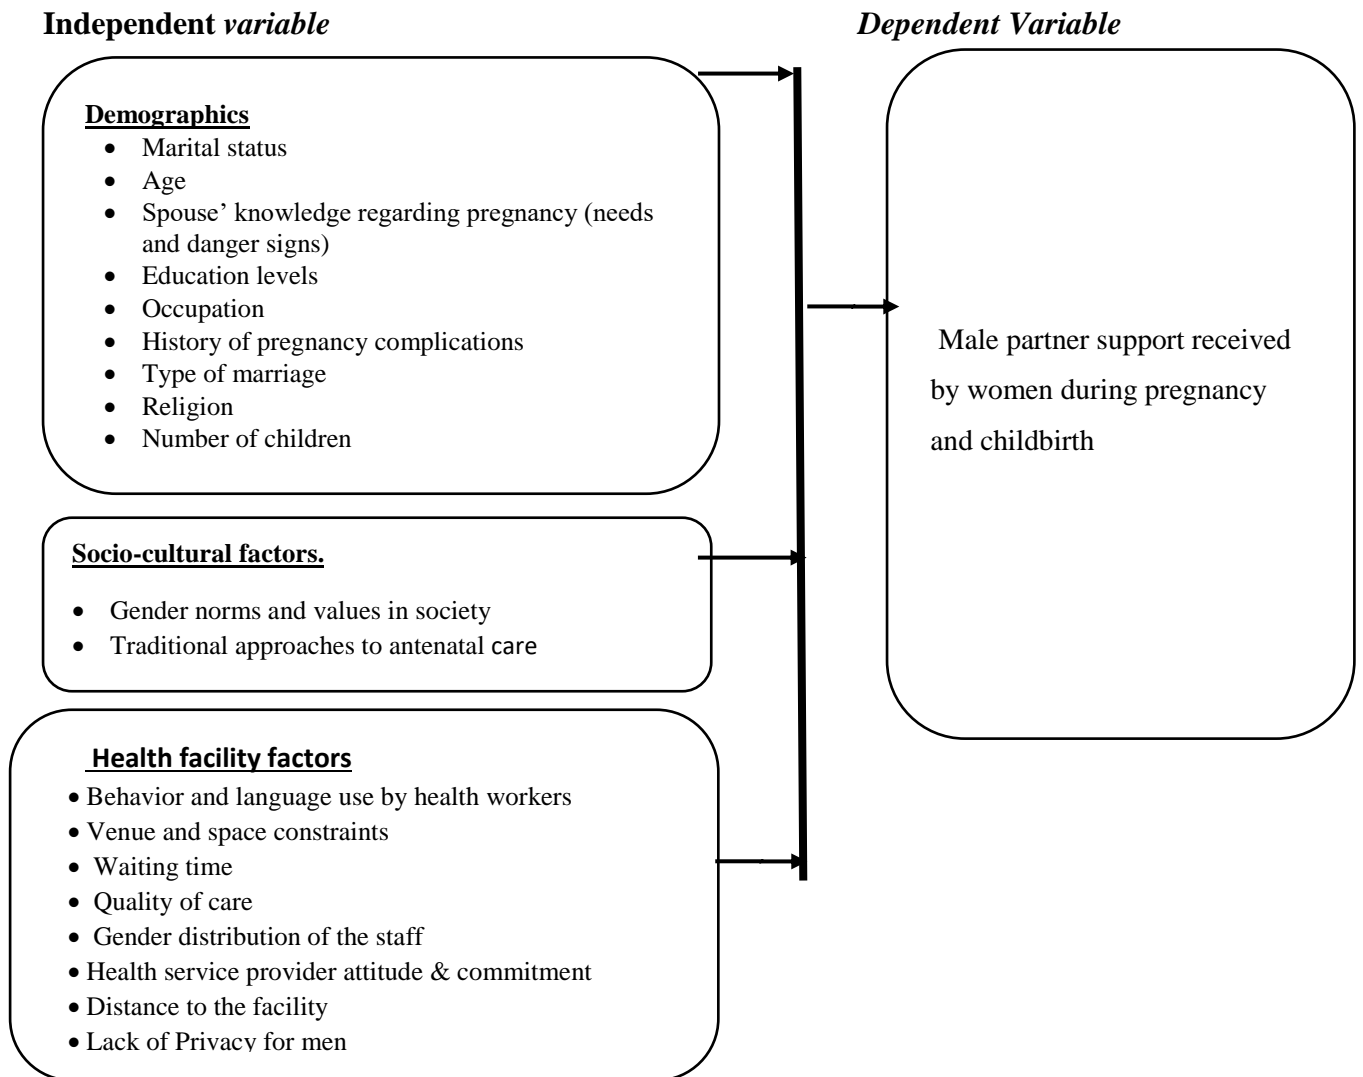 Independent variable
Dependent Variable
Demographics
• Marital status
• Age
• Spouse’ knowledge regarding pregnancy (needs
and danger signs)
• Education levels
• Occupation
• History of pregnancy complications
• Type of marriage
• Religion
• Number of children
Socio-cultural factors.
• Gender norms and values in society
• Traditional approaches to antenatal care
Health facility factors
• Behavior and language use by health workers
• Venue and space constraints
• Waiting time
• Quality of care
• Gender distribution of the staff
• Health service provider attitude & commitment
• Distance to the facility
• Lack of Privacy for men
Male partner support received
by women during pregnancy
and childbirth